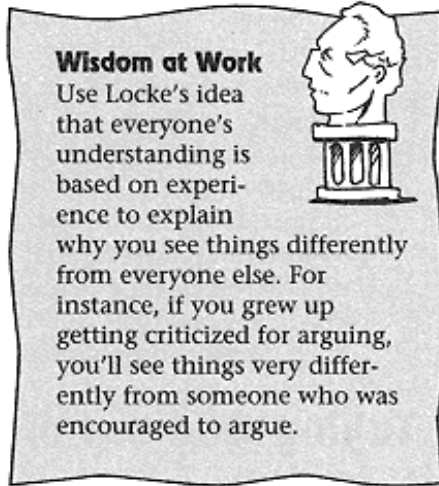 Wisdom at Work
Use Locke's idea
that everyone's
understanding is
based on experi-
ence to explain
why you see things differently
from everyone else. For
instance, if you grew up
getting criticized for arguing,
you'll see things very differ-
ently from someone who was
encouraged to argue.